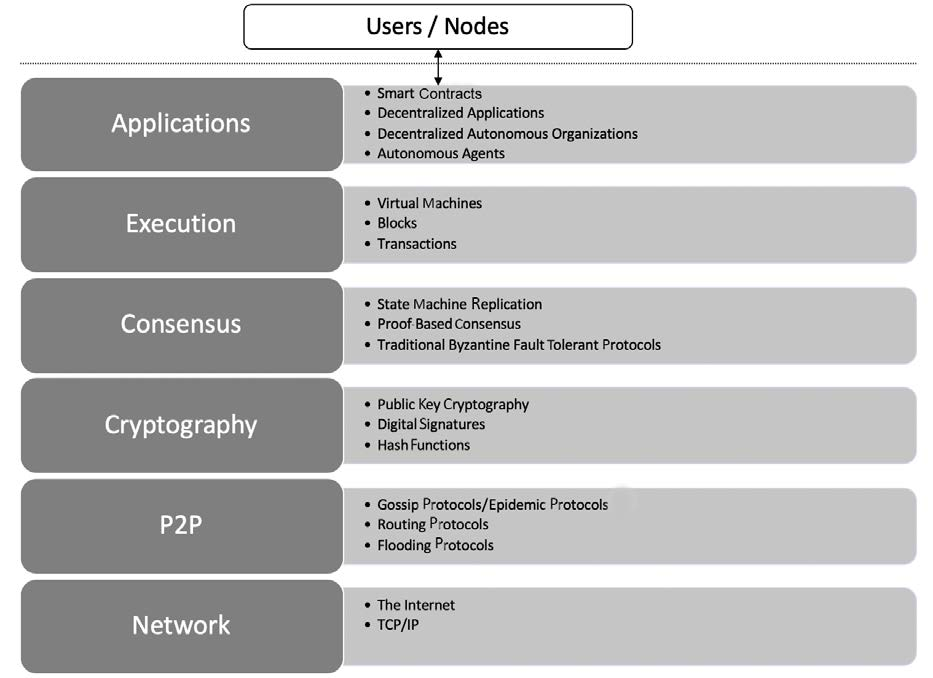 Users / Nodes
Applications
• Smart Contracts
• Decentralized Applications
• Decentralized Autonomous Organizations
• Autonomous Agents
Execution
• Virtual Machines
• Blocks
• Transactions
Consensus
• State Machine Replication
• Proof Based Consensus
• Traditional Byzantine Fault Tolerant Protocols
Cryptography
• Public Key Cryptography
• Digital Signatures
• Hash Functions
P2P
• Gossip Protocols/Epidemic Protocols
• Routing Protocols
• Flooding Protocols
Network
• The Internet
• TCP/IP